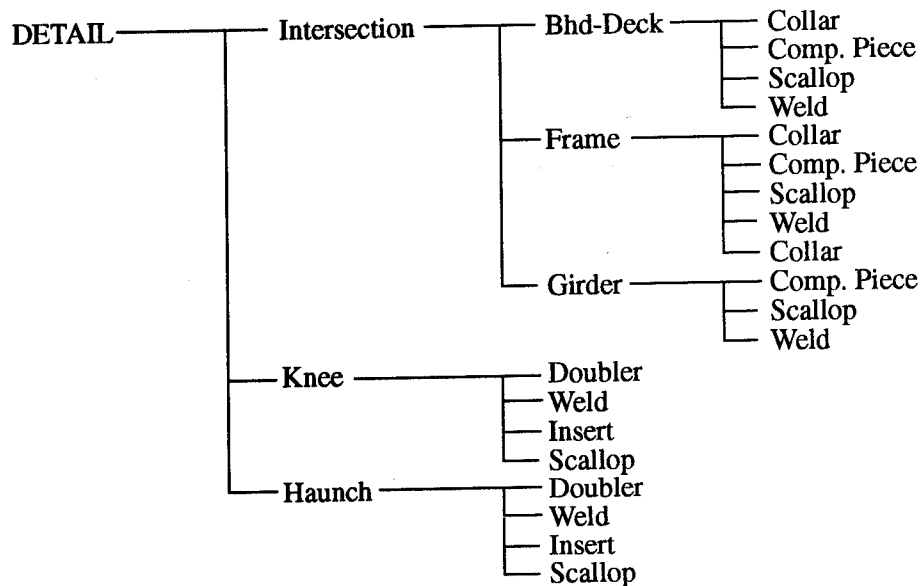 DETAIL Intersection Bhd-Deck Collar
Comp. Piece
Scallop
Weld
Frame Collar
Comp. Piece
Scallop
Weld
Collar
Girder Comp. Piece
Scallop
Weld
Knee Doubler
Weld
Insert
Scallop
Haunch Doubler
Weld
Insert
Scallop